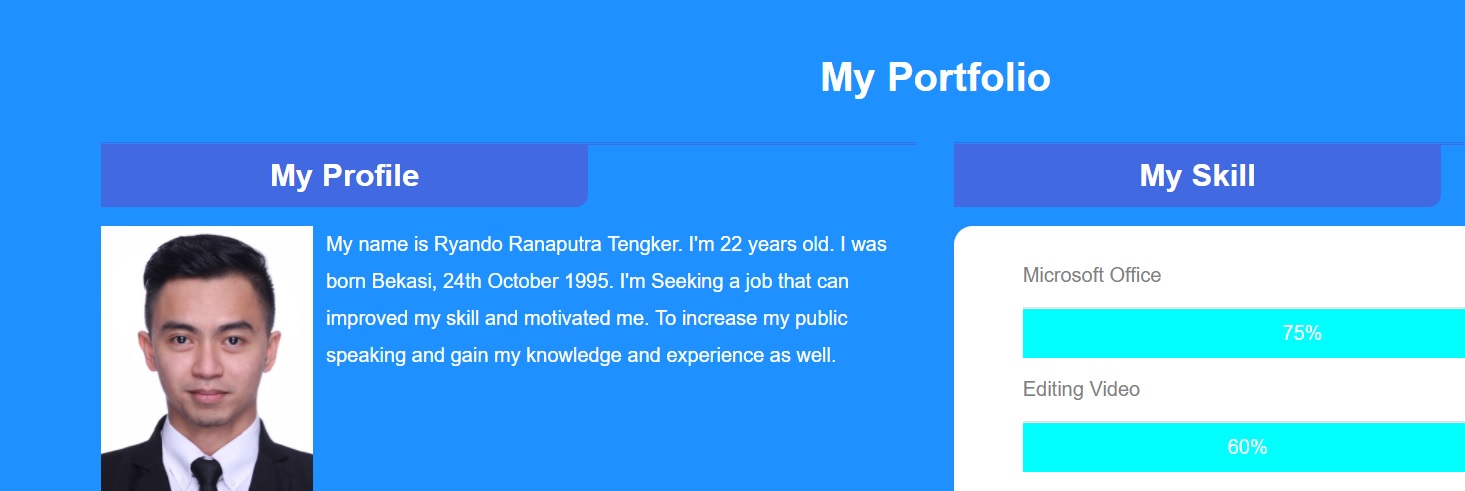 My Portfolio
My Profile
My name is Ryando Ranaputra Tengker. I'm 22 years old. I was
born Bekasi, 24th October 1995. I'm Seeking a job that can
improved my skill and motivated me. To increase my public
speaking and gain my knowledge and experience as well.
My Skill
Microsoft Office
75%
Editing Video
60%